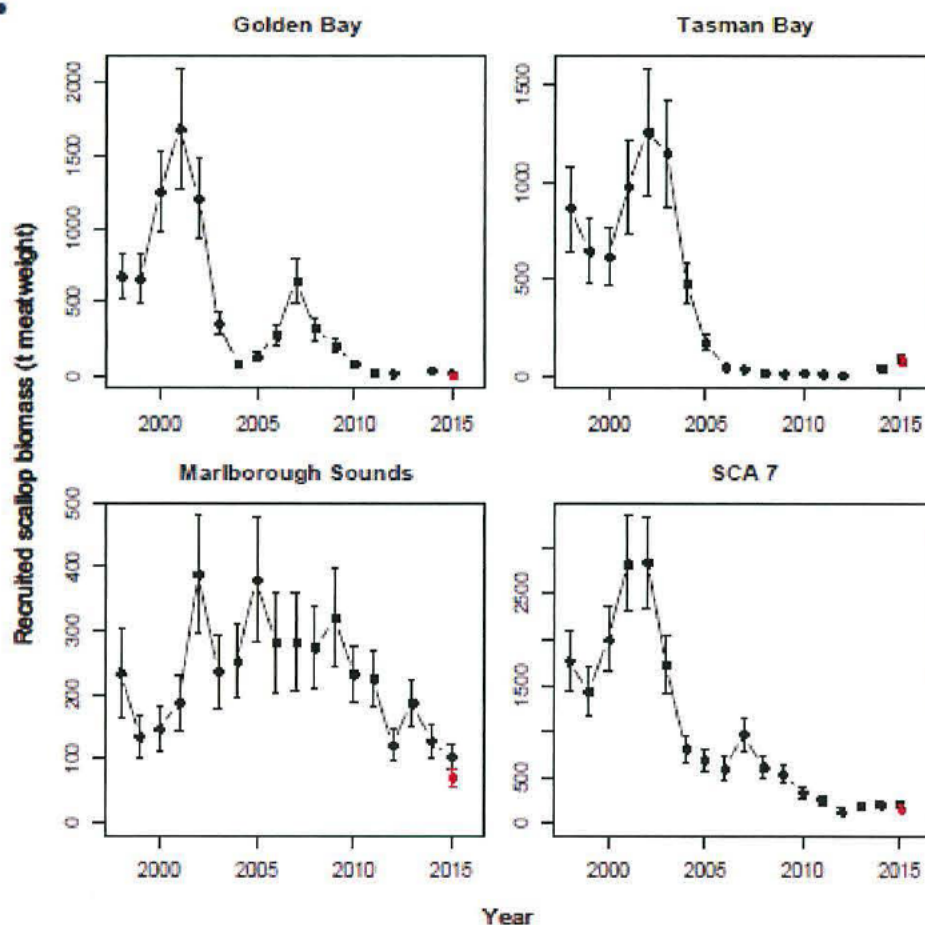 Golden Bay
Tasman Bay
2000
1500
1000
500
0
2000 2005 2010 2015
1500
1000
500
0
2000 2005 2010 2015
Recruited scallop biomass (t meatweight)
Marlborough Sounds
SCA 7
500
400
300
200
100
0
2000 2005 2010 2015
2500
1500
500
0
2000 2005 2010 2015
Year